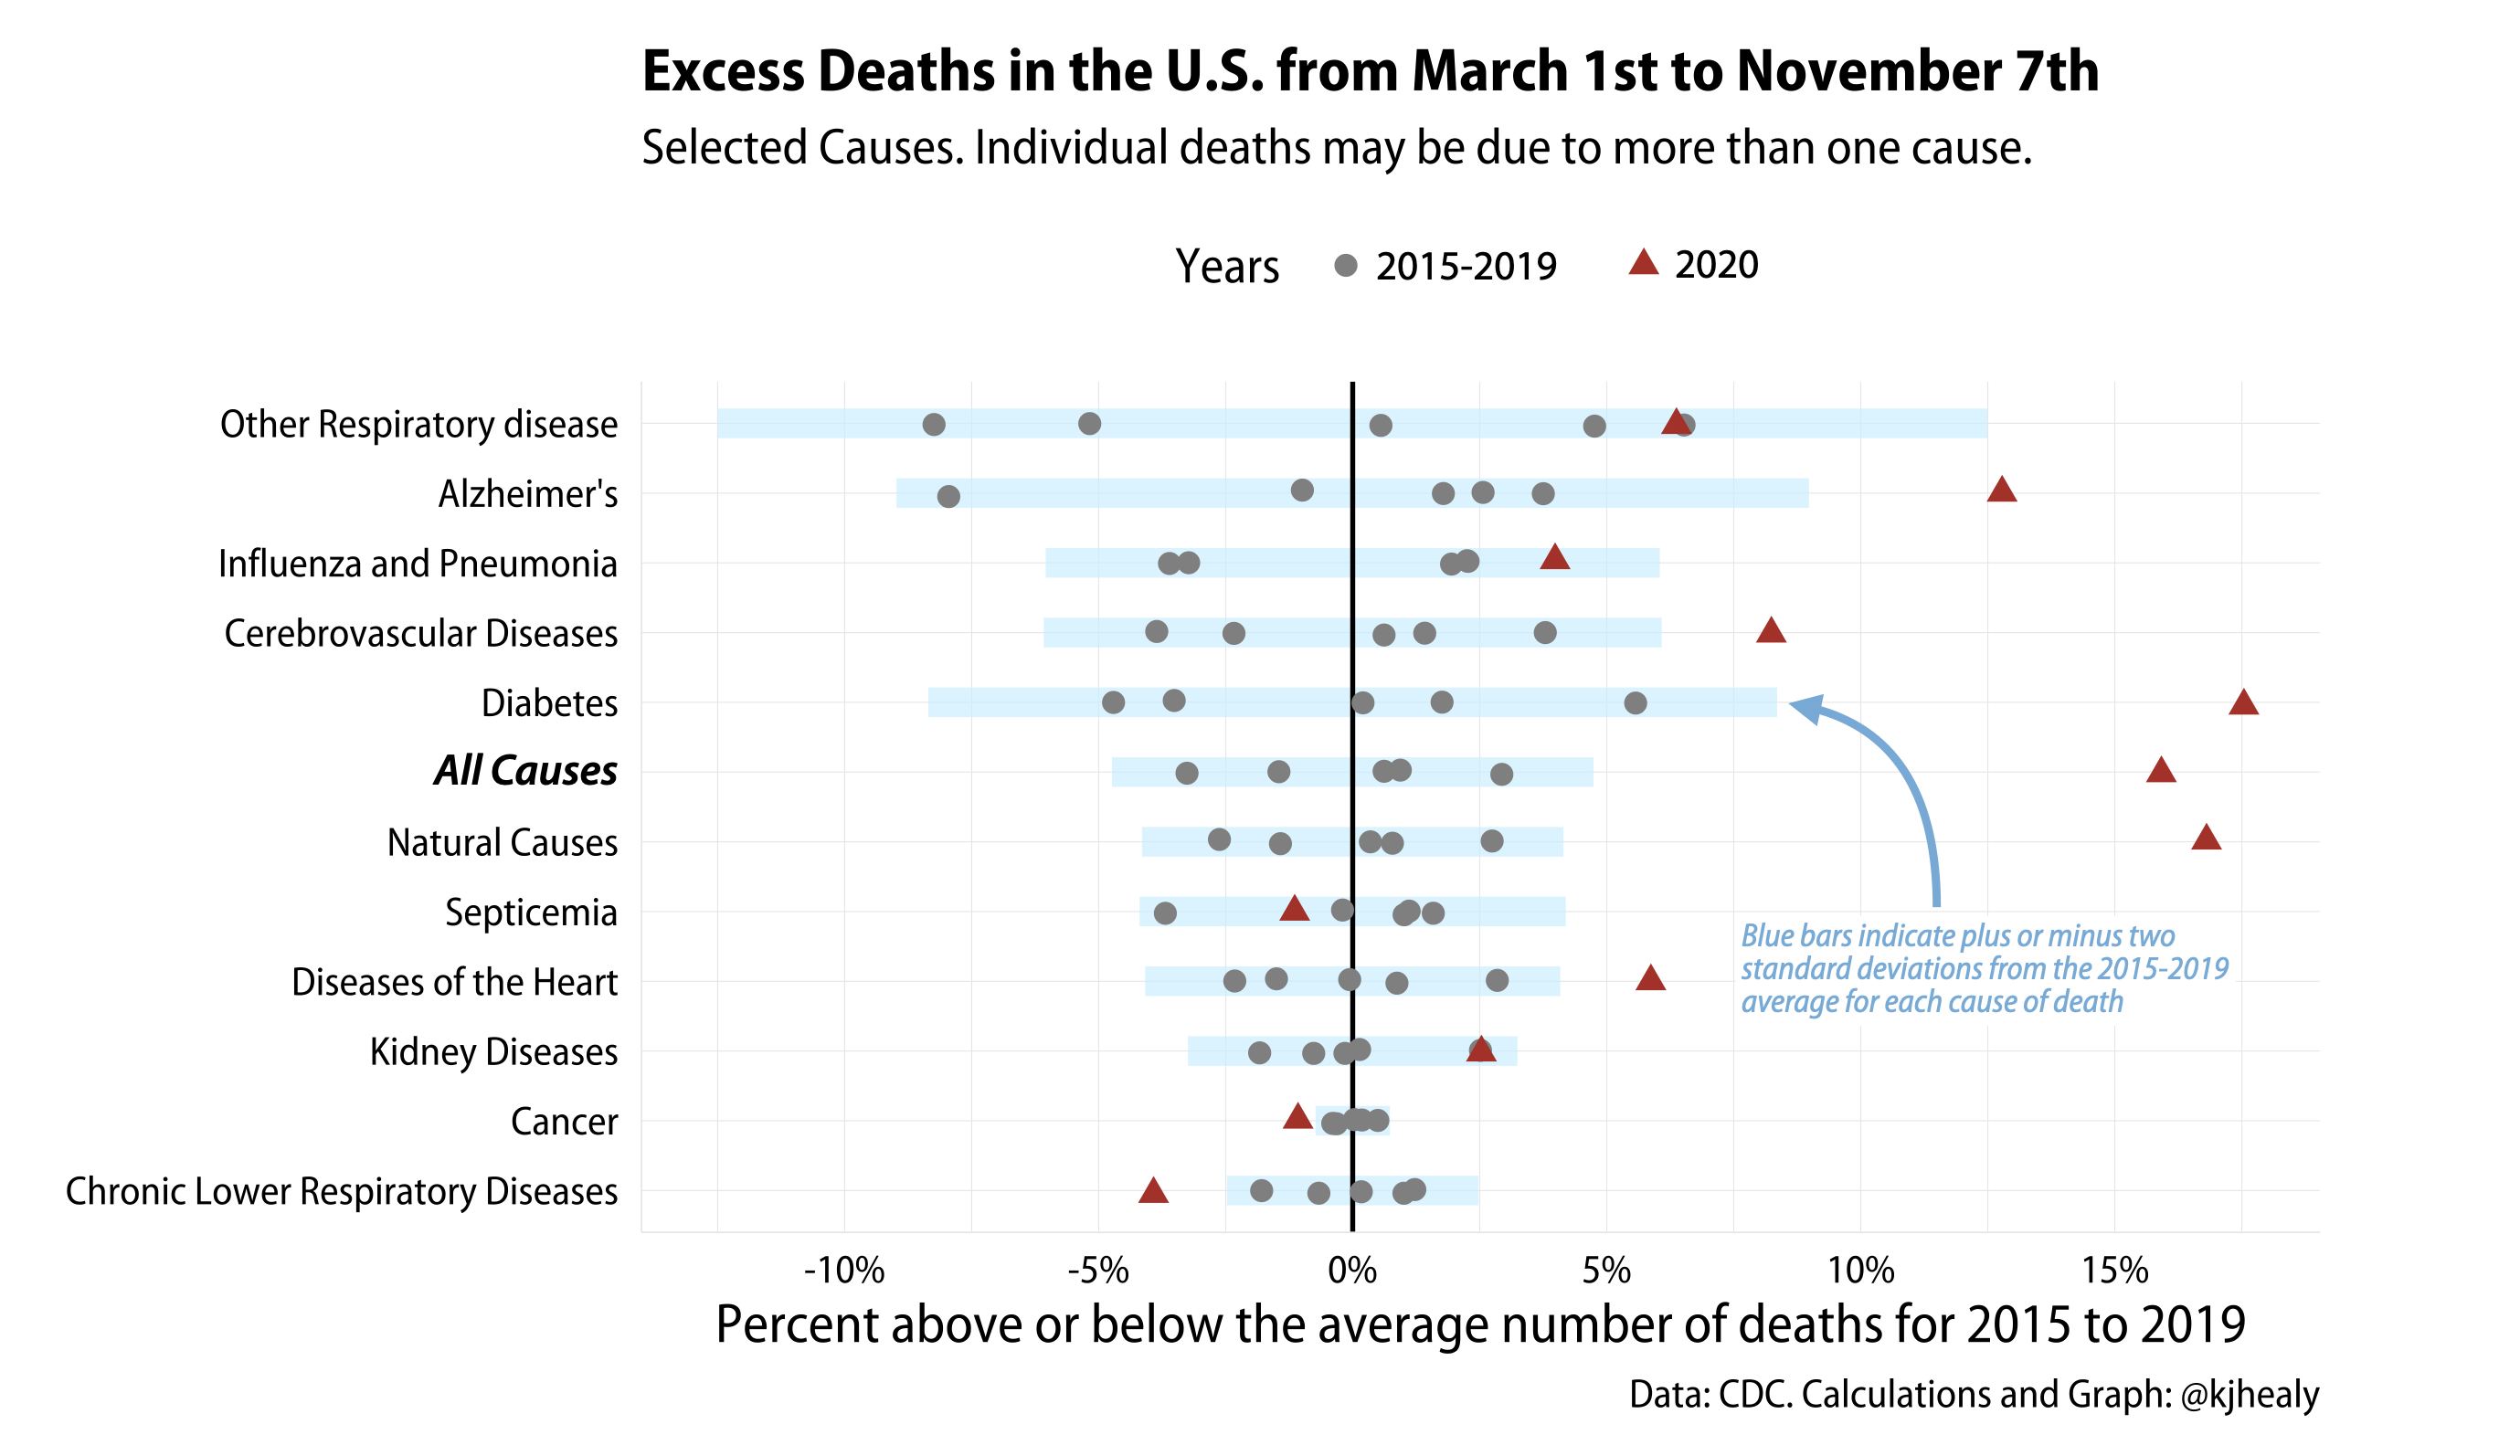 Excess Deaths in the U.S. from March 1st to November 7th
Selected Causes. Individual deaths may be due to more than one cause.
Years 2015-2019 2020
Other Respiratory disease
Alzheimer's
Influenza and Pneumonia
Cerebrovascular Diseases
Diabetes
All Causes
Natural Causes
Septicemia
Diseases of the Heart
Kidney Diseases
Cancer
Chronic Lower Respiratory Diseases
Blue bars indicate plus or minus two
standard deviations from the 2015-2019
average for each cause of death
-10% -5% 0% 5% 10% 15%
Percent above or below the average number of deaths for 2015 to 2019
Data: CDC. Calculations and Graph: @kjhealy